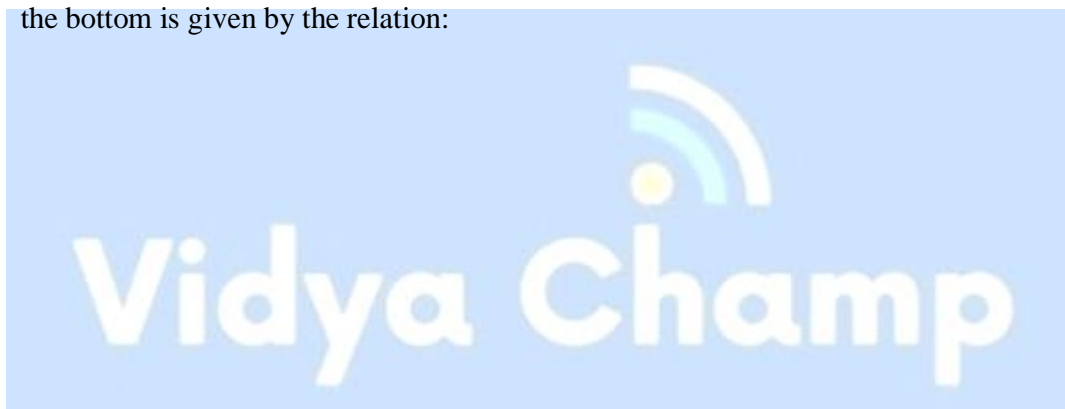 the bottom is given by the relation:
Vidya Champ